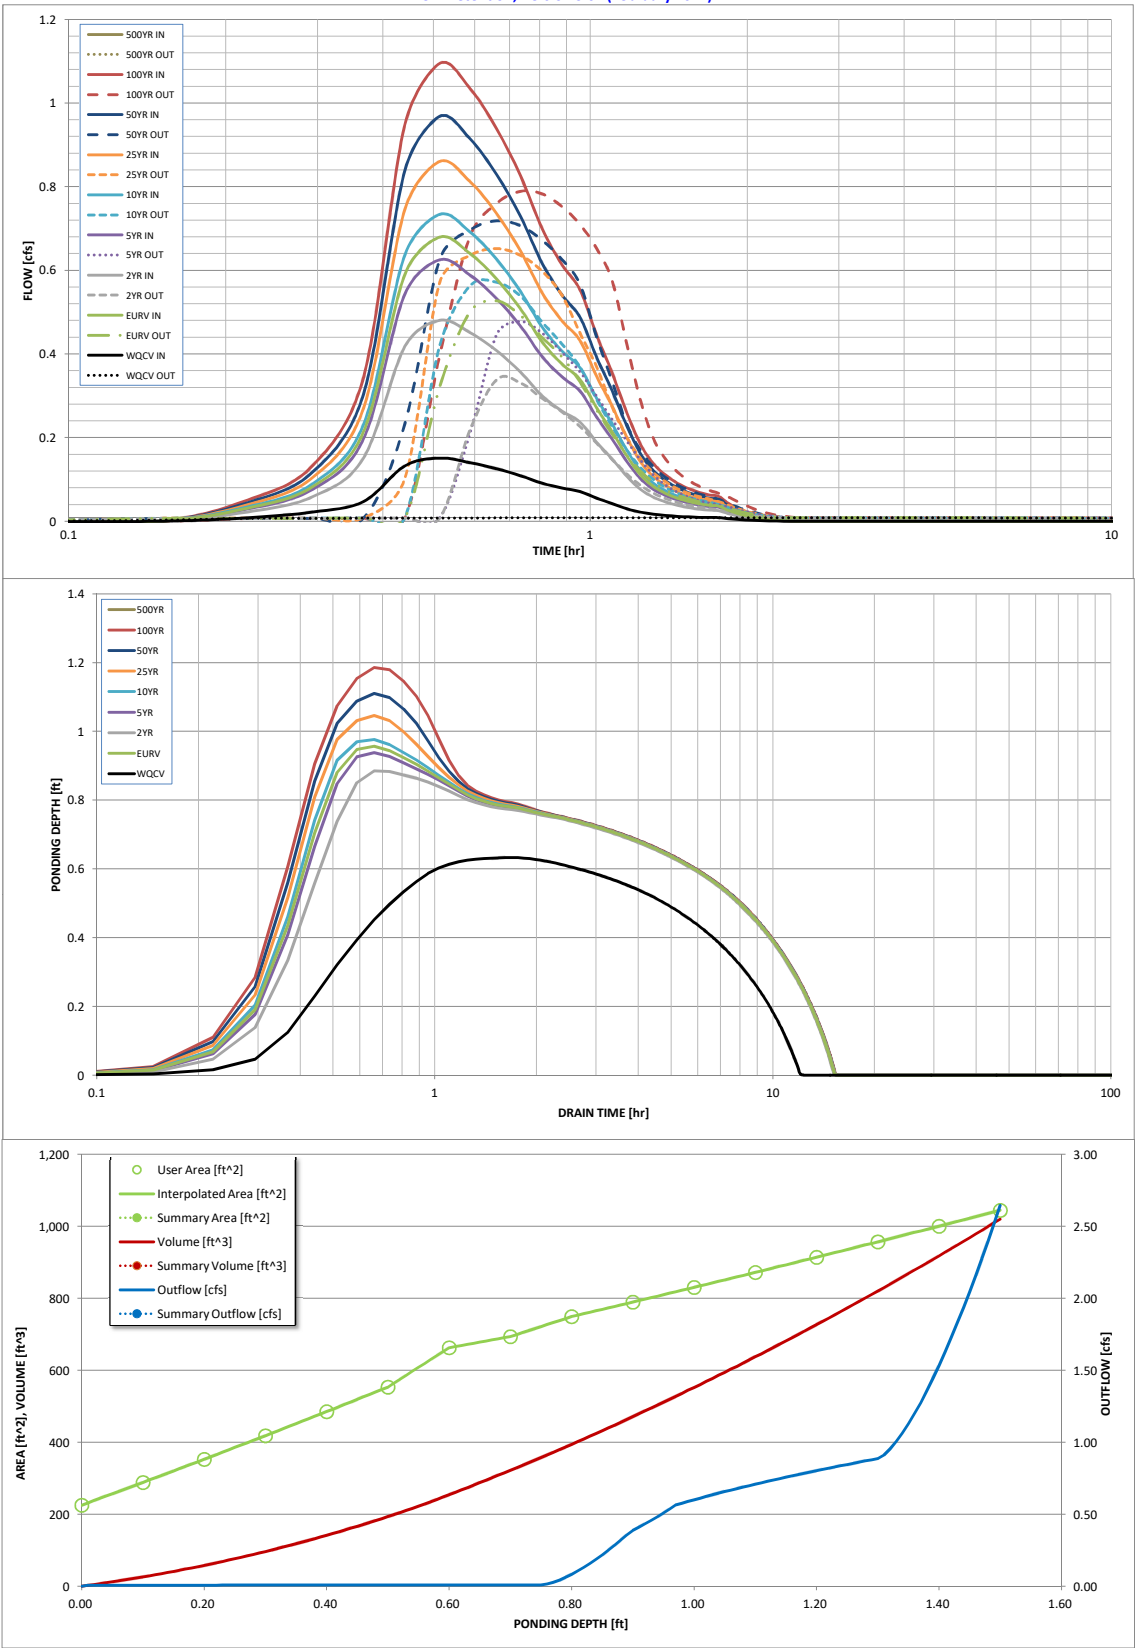 1.2
1
0.8
0.6
0.4
0.2
0
FLOW [cfs]
500YR IN
500YR OUT
100YR IN
100YR OUT
50YR IN
50YR OUT
25YR IN
25YR OUT
10YR IN
10YR OUT
5YR IN
5YR OUT
2YR IN
2YR OUT
EURV IN
EURV OUT
WQCV IN
WQCV OUT
0.1 1 10
TIME [hr]
1.4
1.2
1
0.8
0.6
0.4
0.2
0
PONDING DEPTH [ft]
500YR
100YR
50YR
25YR
10YR
5YR
2YR
EURV
WQCV
0.1 1 10 100
DRAIN TIME [hr]
1,200
1,000
800
600
400
200
0
AREA [ft^2], VOLUME [ft^3]
User Area [ft^2]
Interpolated Area [ft^2]
Summary Area [ft^2]
Volume [ft^3]
Summary Volume [ft^3]
Outflow [cfs]
Summary Outflow [cfs]
3.00
2.50
2.00
1.50
1.00
0.50
0.00
OUTFLOW [cfs]
0.00 0.20 0.40 0.60 0.80 1.00 1.20 1.40 1.60
PONDING DEPTH [ft]